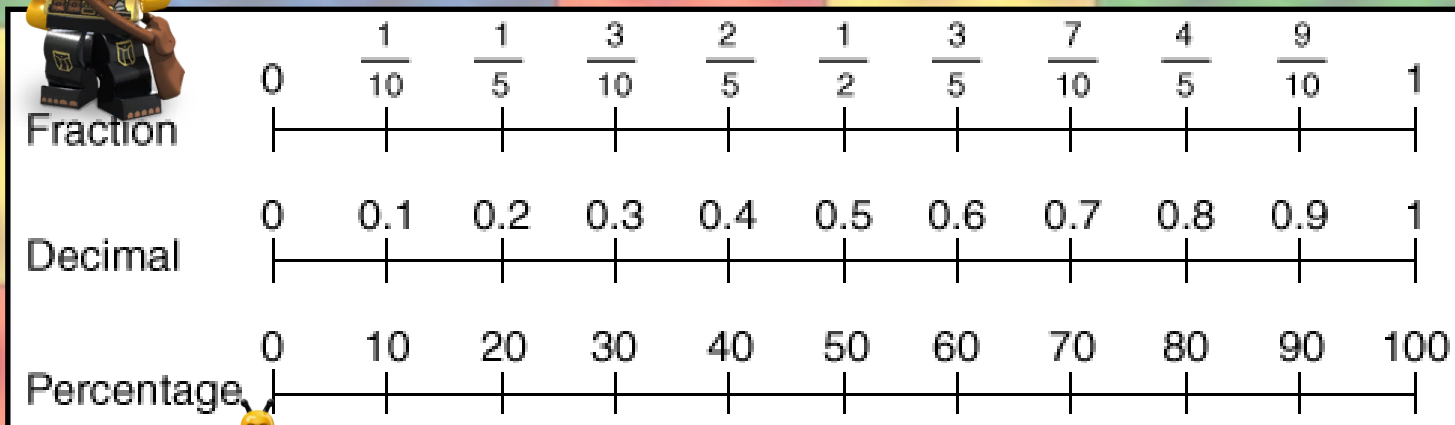 0 1/10 1/5 3/10 2/5 1/2 3/5 7/10 4/5 9/10 1
Fraction
0 0.1 0.2 0.3 0.4 0.5 0.6 0.7 0.8 0.9 1
Decimal
0 10 20 30 40 50 60 70 80 90 100
Percentage